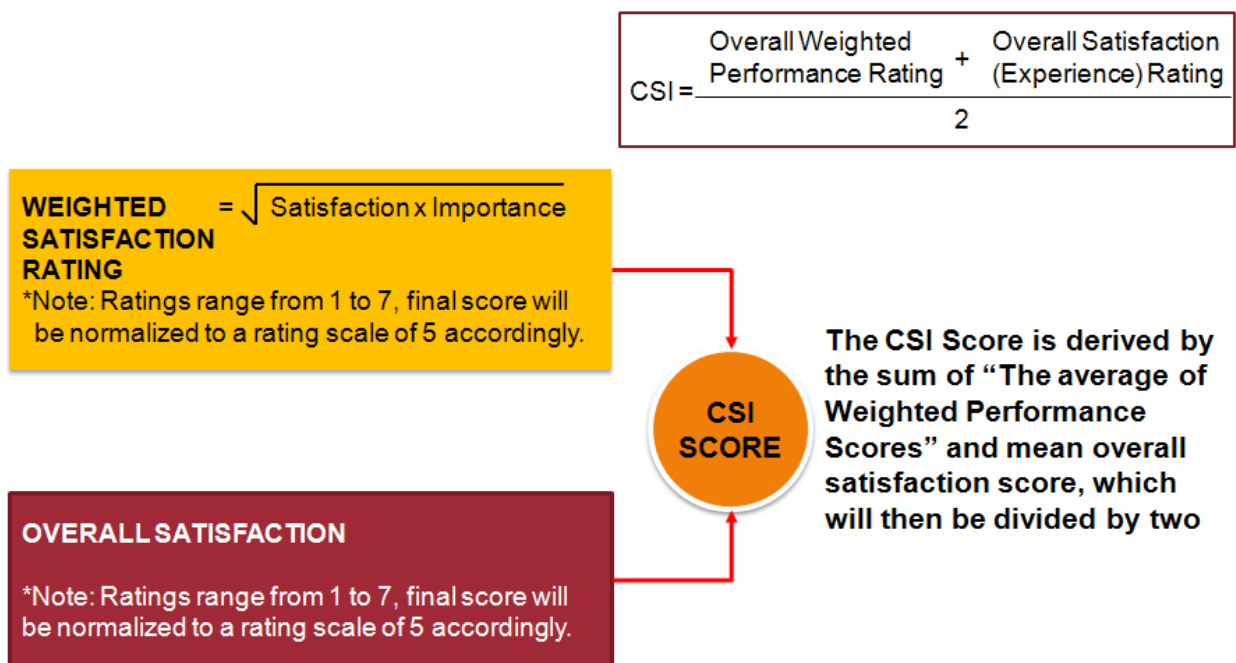 CSI = Overall Weighted Performance Rating + Overall Satisfaction (Experience) Rating
2
WEIGHTED = √ Satisfaction x Importance
SATISFACTION
RATING
*Note: Ratings range from 1 to 7, final score will
be normalized to a rating scale of 5 accordingly.
CSI
SCORE
The CSI Score is derived by
the sum of “The average of
Weighted Performance
Scores” and mean overall
satisfaction score, which
will then be divided by two
OVERALL SATISFACTION
*Note: Ratings range from 1 to 7, final score will
be normalized to a rating scale of 5 accordingly.